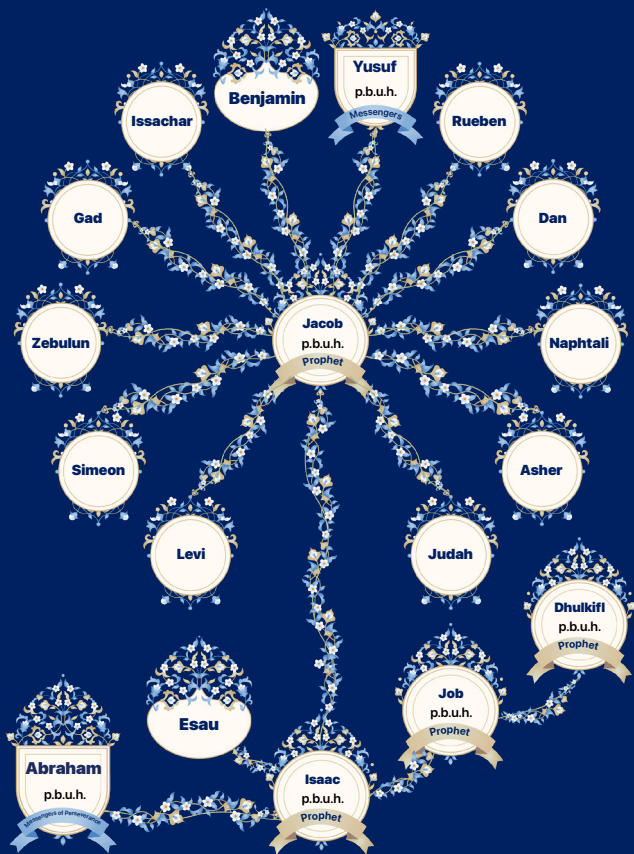 Benjamin
Yusuf
p.b.u.h.
Messengers
Issachar
Rueben
Gad
Dan
Jacob
p.b.u.h.
Prophet
Zebulun
Naphtali
Simeon
Asher
Levi
Judah
Dhulkifl
p.b.u.h.
Prophet
Esau
Job
p.b.u.h.
Prophet
Abraham
p.b.u.h.
Messengers of Perseverance
Isaac
p.b.u.h.
Prophet